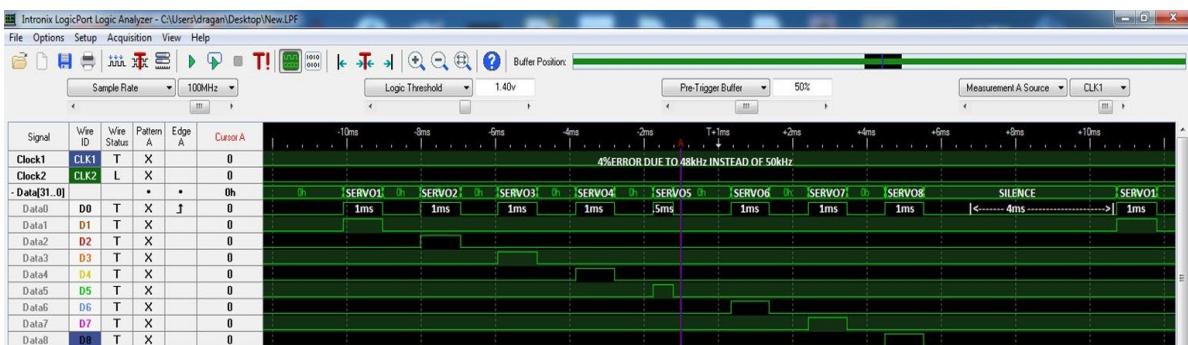 Intronix LogicPort Logic Analyzer - C:\Users\dragan\Desktop\New.LPF
File Options Setup Acquisition View Help
Buffer Position:
Sample Rate 100MHz Logic Threshold 1.40v Pre-Trigger Buffer 50% Measurement A Source CLK1
Signal Wire ID Wire Status Pattern A Edge A Cursor A -10ms -8ms -6ms -4ms -2ms T+1ms +2ms +4ms +6ms +8ms +10ms
A
Clock1 CLK1 T X 0 4%ERROR DUE TO 48kHz INSTEAD OF 50kHz
Clock2 CLK2 L X 0
- Data[31..0] • • 0h 0h SERVO1 0h SERVO2 0h SERVO3 0h SERVO4 0h SERVO5 0h SERVO6 0h SERVO7 0h SERVO8 SILENCE SERVO1
Data0 D0 T X 0 1ms 1ms 1ms 1ms .5ms 1ms 1ms 1ms |<------- 4ms ------------------->| 1ms
Data1 D1 T X 0
Data2 D2 T X 0
Data3 D3 T X 0
Data4 D4 T X 0
Data5 D5 T X 0
Data6 D6 T X 0
Data7 D7 T X 0
Data8 D8 T X 0